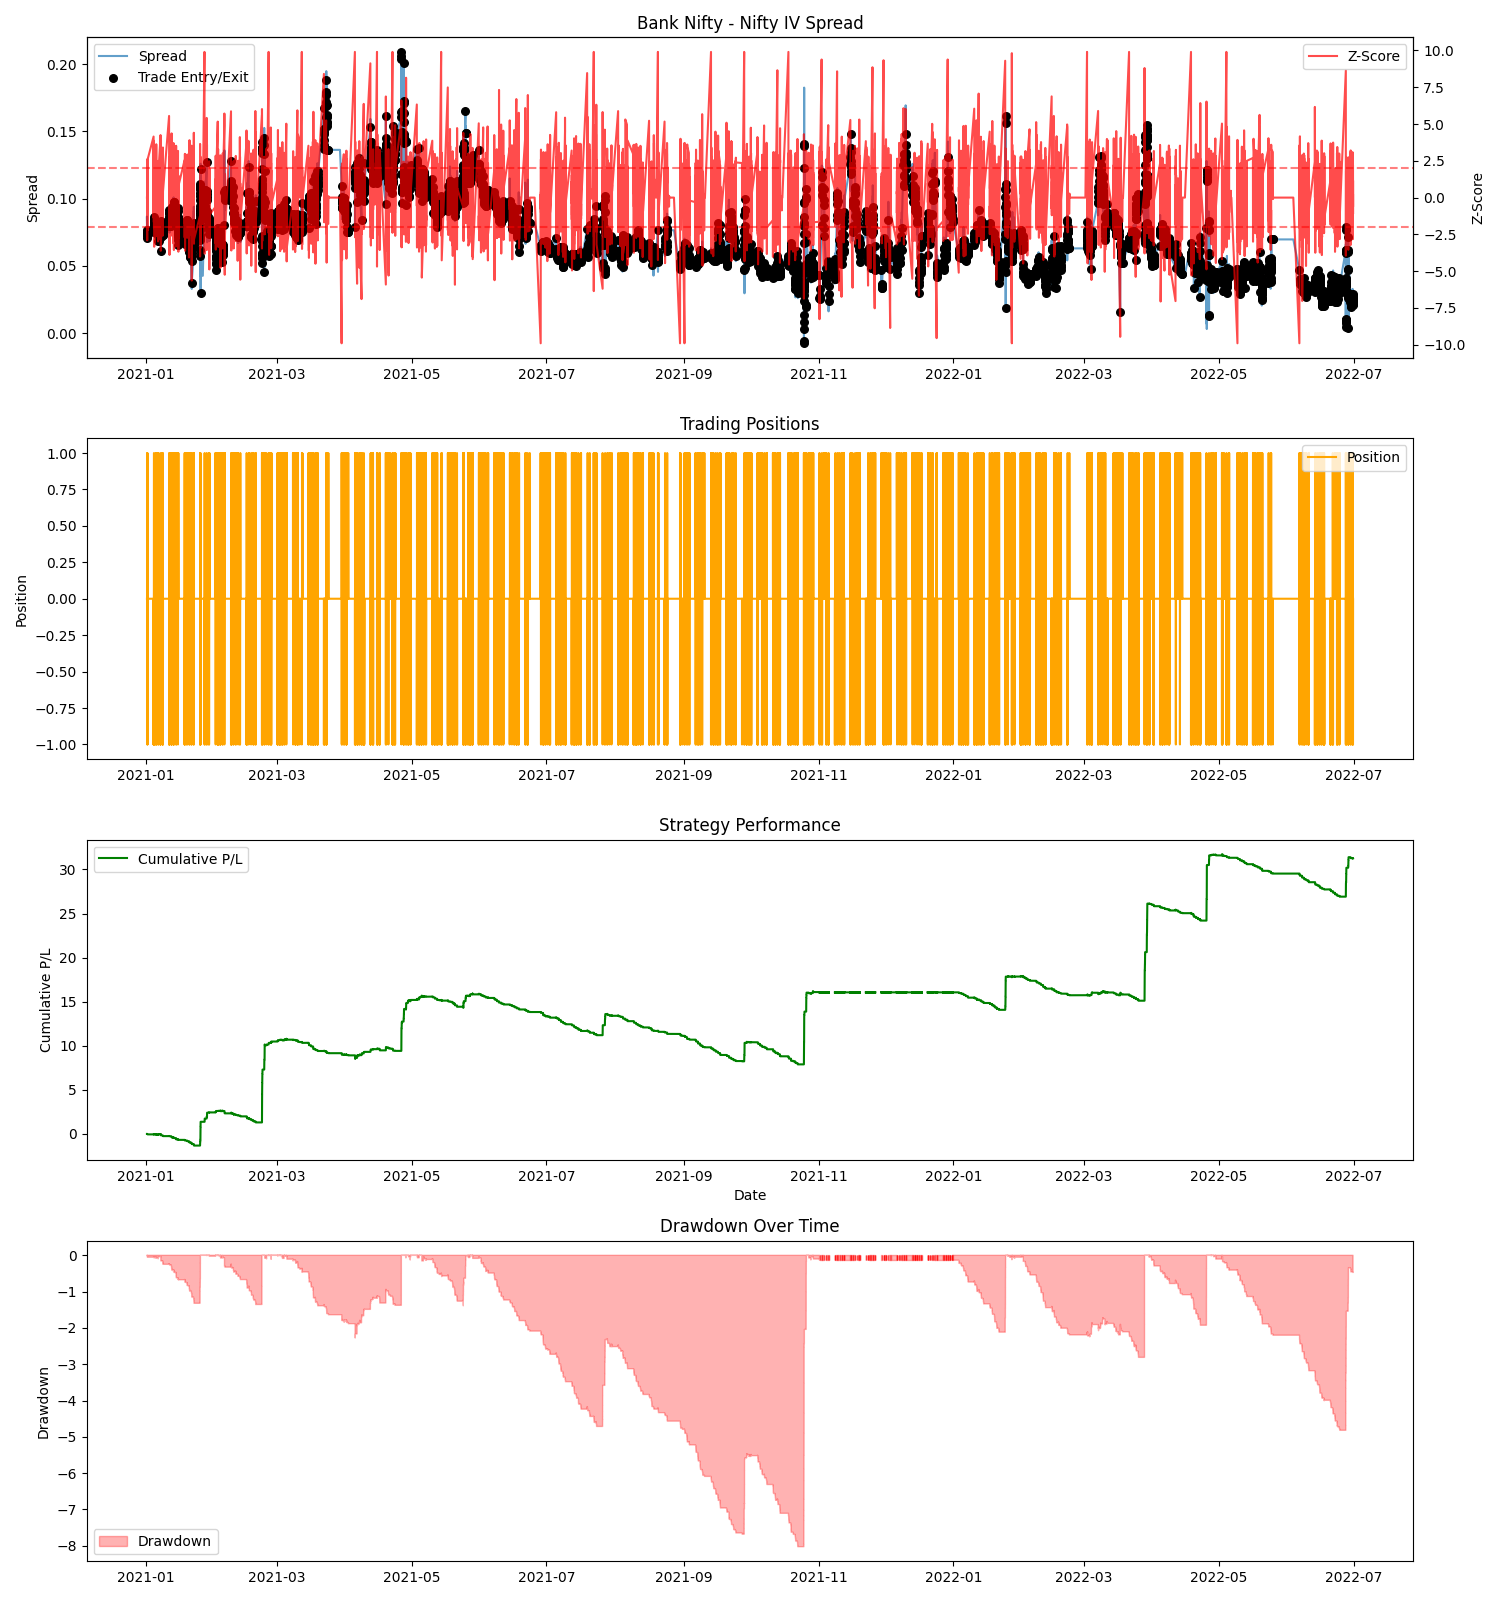 Bank Nifty - Nifty IV Spread
Spread
Trade Entry/Exit
Z-Score
0.20
0.15
0.10
0.05
0.00
Spread
10.0
7.5
5.0
2.5
0.0
−2.5
−5.0
−7.5
−10.0
Z-Score
2021-01 2021-03 2021-05 2021-07 2021-09 2021-11 2022-01 2022-03 2022-05 2022-07
Trading Positions
Position
1.00
0.75
0.50
0.25
0.00
−0.25
−0.50
−0.75
−1.00
Position
2021-01 2021-03 2021-05 2021-07 2021-09 2021-11 2022-01 2022-03 2022-05 2022-07
Strategy Performance
Cumulative P/L
30
25
20
15
10
5
0
Cumulative P/L
2021-01 2021-03 2021-05 2021-07 2021-09 2021-11 2022-01 2022-03 2022-05 2022-07
Date
Drawdown Over Time
0
−1
−2
−3
−4
−5
−6
−7
−8
Drawdown
Drawdown
2021-01 2021-03 2021-05 2021-07 2021-09 2021-11 2022-01 2022-03 2022-05 2022-07